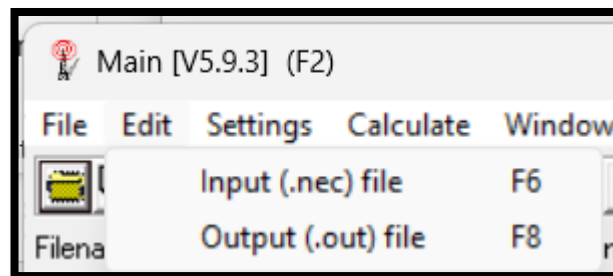 Main [V5.9.3] (F2)
File Edit Settings Calculate Window
Input (.nec) file F6
Output (.out) file F8
Filena